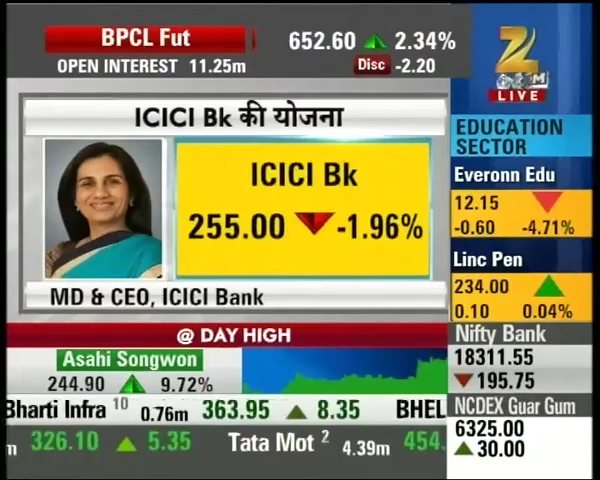 BPCL Fut
652.60 2.34%
OPEN INTEREST 11.25m
Disc -2.20
LIVE
ICICI Bk की योजना
ICICI Bk
255.00 -1.96%
MD & CEO, ICICI Bank
EDUCATION
SECTOR
Everonn Edu
12.15
-0.60 -4.71%
Linc Pen
234.00
0.10 0.04%
@ DAY HIGH
Asahi Songwon
244.90 9.72%
Nifty Bank
18311.55
195.75
NCDEX Guar Gum
6325.00
30.00
Bharti Infra 10 0.76m 363.95 8.35 BHEL
m 326.10 5.35 Tata Mot 2 4.39m 454.